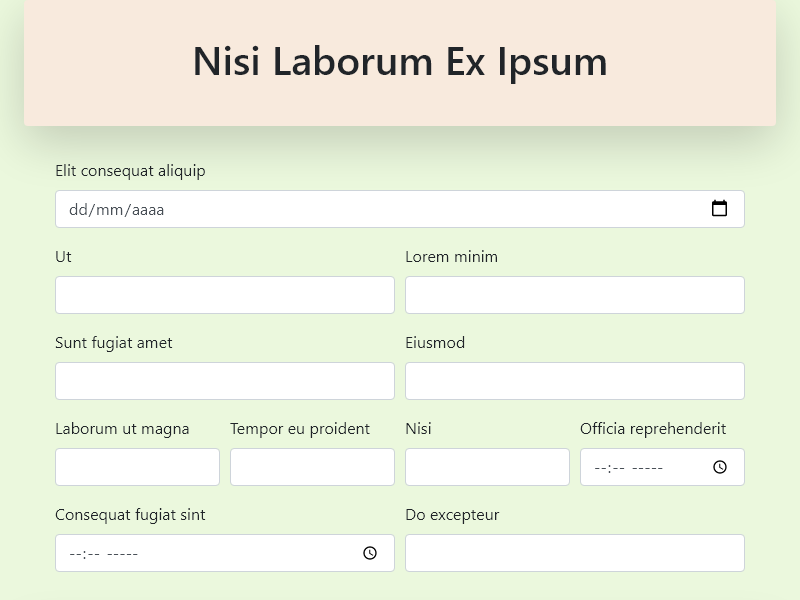 Nisi Laborum Ex Ipsum
Elit consequat aliquip
dd/mm/aaaa
Ut
Lorem minim
Sunt fugiat amet
Eiusmod
Laborum ut magna
Tempor eu proident
Nisi
Officia reprehenderit
--:-- -----
Consequat fugiat sint
Do excepteur
--:-- -----